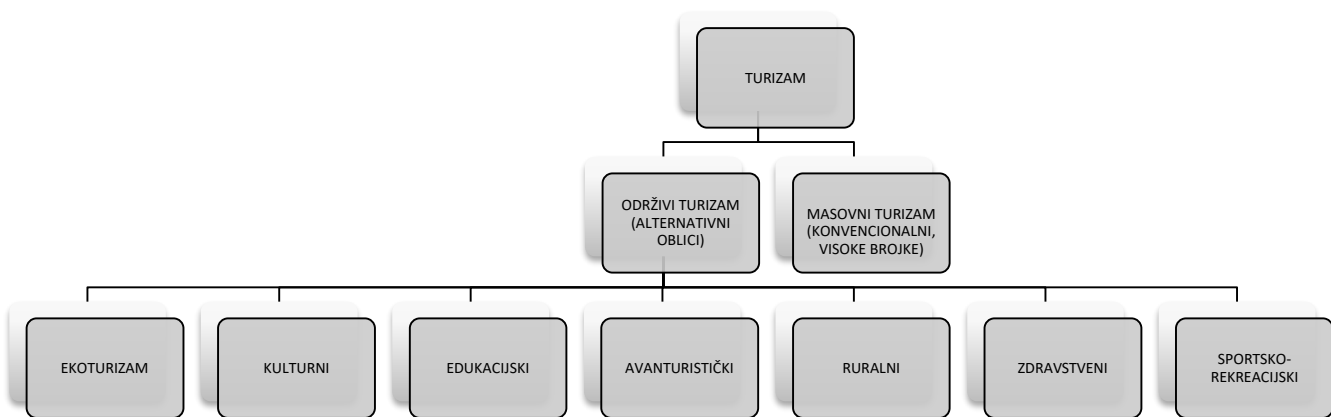 TURIZAM
ODRŽIVI TURIZAM
(ALTERNATIVNI
OBLICI)
MASOVNI TURIZAM
(KONVENCIONALNI,
VISOKE BROJKE)
EKOTURIZAM
KULTURNI
EDUKACIJSKI
AVANTURISTIČKI
RURALNI
ZDRAVSTVENI
SPORTSKO-
REKREACIJSKI